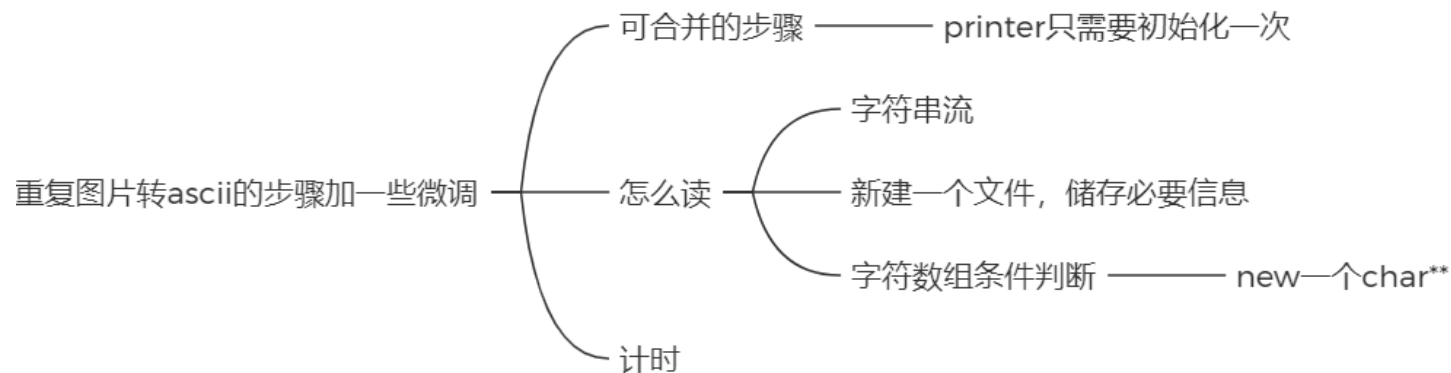 重复图片转ascii的步骤加一些微调
可合并的步骤
printer只需要初始化一次
怎么读
字符串流
新建一个文件，储存必要信息
字符数组条件判断
new一个char**
计时